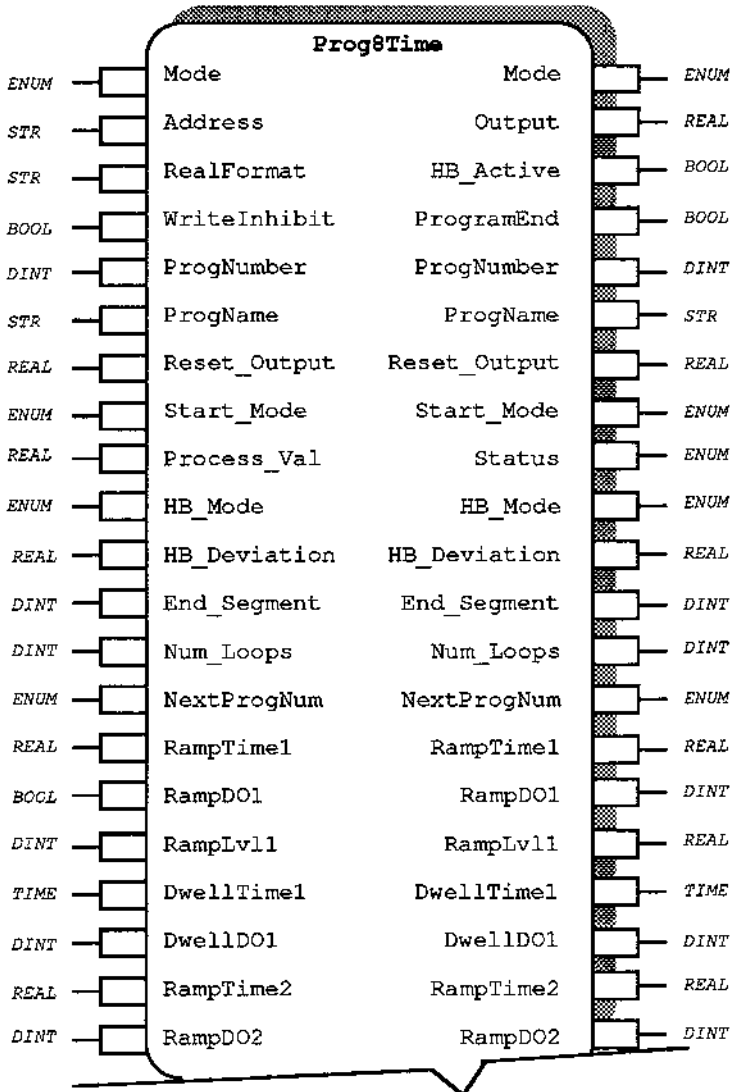 Prog8Time
ENUM Mode Mode ENUM
STR Address Output REAL
STR RealFormat HB_Active BOOL
BOOL WriteInhibit ProgramEnd BOOL
DINT ProgNumber ProgNumber DINT
STR ProgName ProgName STR
REAL Reset_Output Reset_Output REAL
ENUM Start_Mode Start_Mode ENUM
REAL Process_Val Status ENUM
ENUM HB_Mode HB_Mode ENUM
REAL HB_Deviation HB_Deviation REAL
DINT End_Segment End_Segment DINT
DINT Num_Loops Num_Loops DINT
ENUM NextProgNum NextProgNum ENUM
REAL RampTime1 RampTime1 REAL
BOOL RampDO1 RampDO1 DINT
DINT RampLvl1 RampLvl1 REAL
TIME DwellTime1 DwellTime1 TIME
DINT DwellDO1 DwellDO1 DINT
REAL RampTime2 RampTime2 REAL
DINT RampDO2 RampDO2 DINT